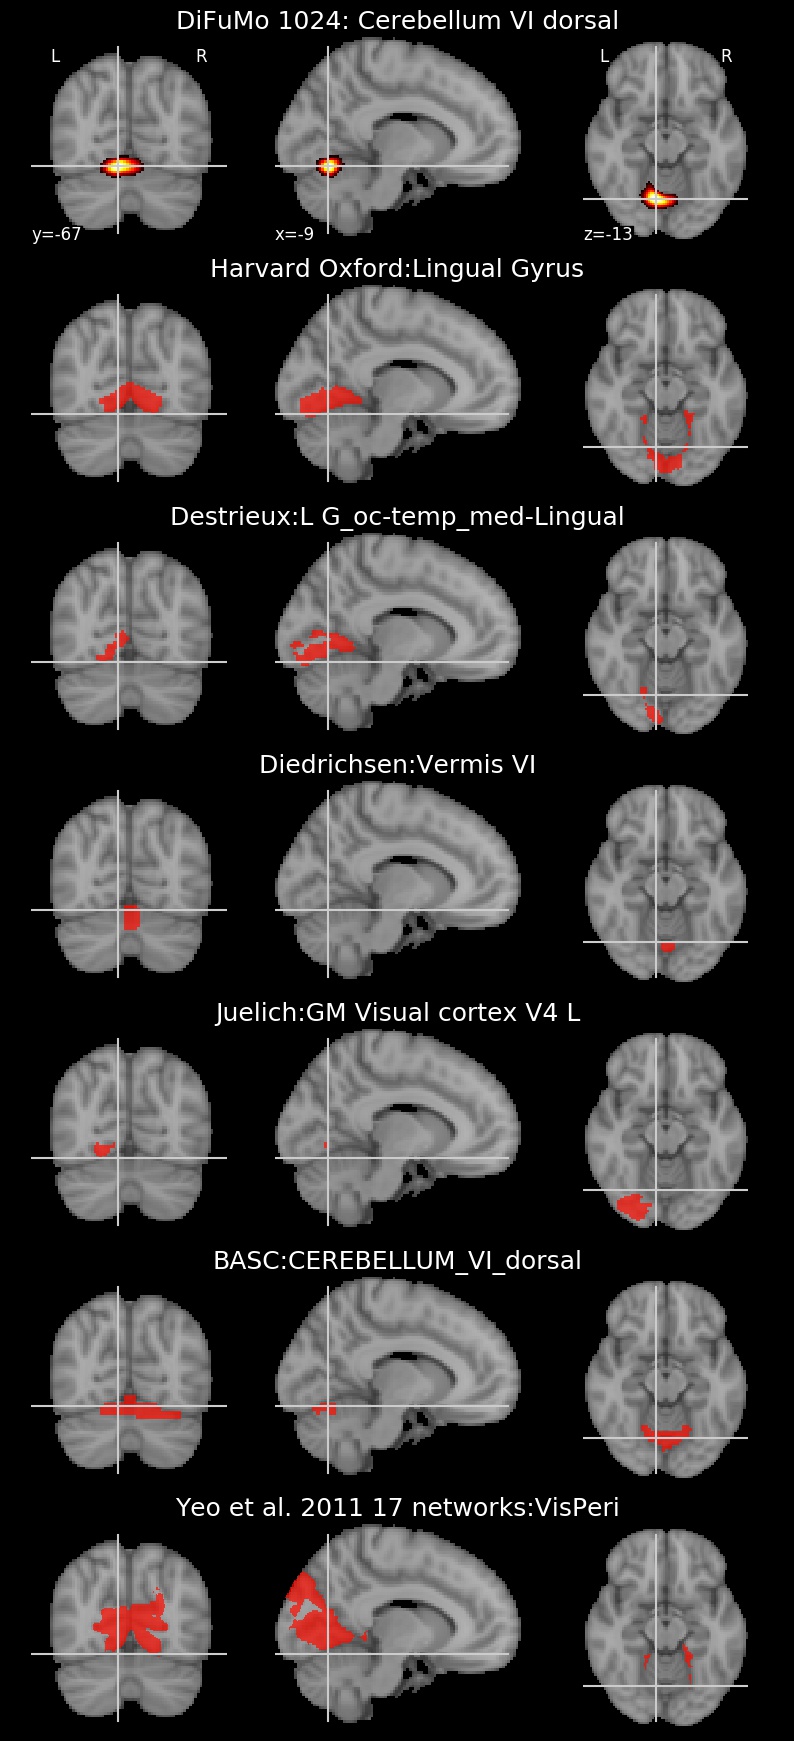 DiFuMo 1024: Cerebellum VI dorsal
L R L R
y=-67 x=-9 z=-13
Harvard Oxford:Lingual Gyrus
Destrieux:L G_oc-temp_med-Lingual
Diedrichsen:Vermis VI
Juelich:GM Visual cortex V4 L
BASC:CEREBELLUM_VI_dorsal
Yeo et al. 2011 17 networks:VisPeri